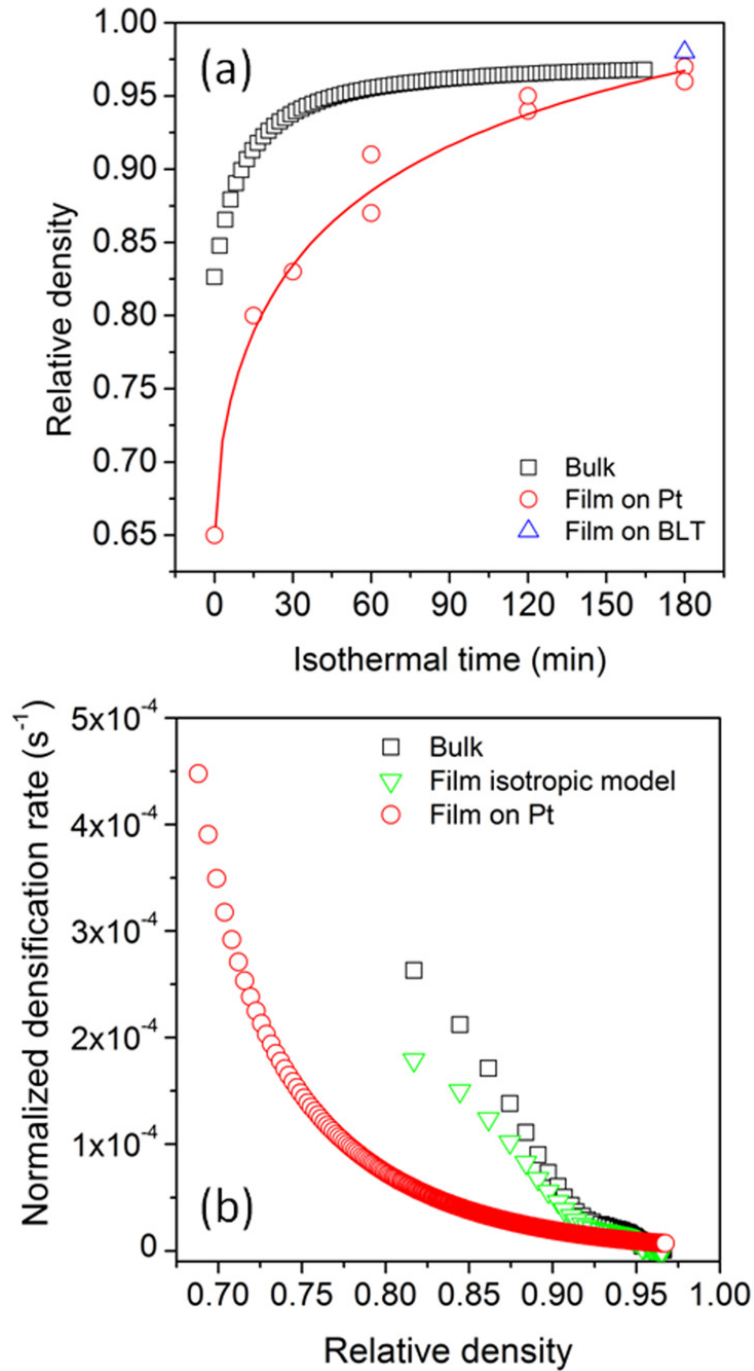 1.00
0.95
0.90
0.85
0.80
0.75
0.70
0.65
Relative density
(a)
Bulk
Film on Pt
Film on BLT
0 30 60 90 120 150 180
Isothermal time (min)
5x10⁻⁴
4x10⁻⁴
3x10⁻⁴
2x10⁻⁴
1x10⁻⁴
0
Normalized densification rate (s⁻¹)
Bulk
Film isotropic model
Film on Pt
(b)
0.70 0.75 0.80 0.85 0.90 0.95 1.00
Relative density